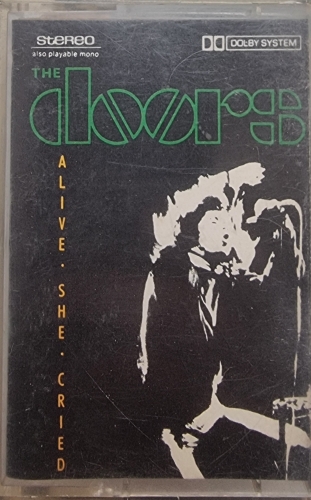 stereo
also playable mono
DOLBY SYSTEM
THE
doors
ALIVE · SHE · CRIED